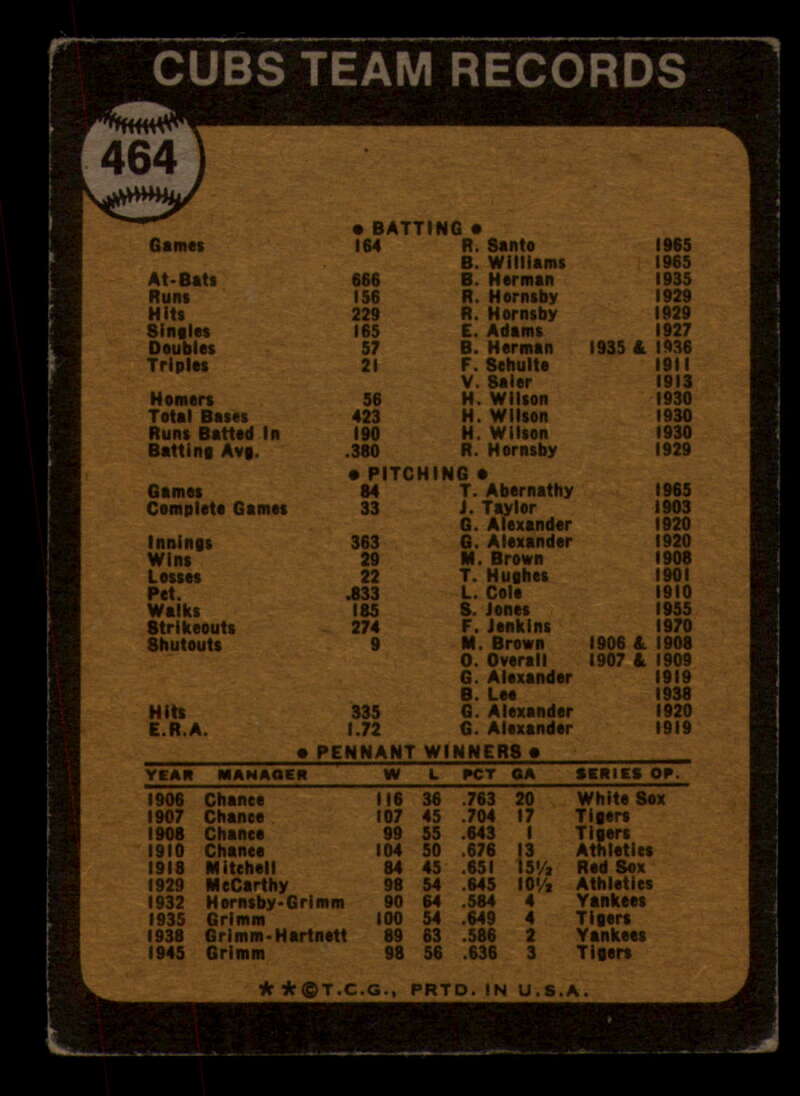 CUBS TEAM RECORDS
464
• BATTING •
Games 164 R. Santo 1965
B. Williams 1965
At-Bats 666 B. Herman 1935
Runs 156 R. Hornsby 1929
Hits 229 R. Hornsby 1929
Singles 165 E. Adams 1927
Doubles 57 B. Herman 1935 & 1936
Triples 21 F. Schulte 1911
V. Saier 1913
Homers 56 H. Wilson 1930
Total Bases 423 H. Wilson 1930
Runs Batted In 190 H. Wilson 1930
Batting Avg. .380 R. Hornsby 1929
• PITCHING •
Games 84 T. Abernathy 1965
Complete Games 33 J. Taylor 1903
G. Alexander 1920
Innings 363 G. Alexander 1920
Wins 29 M. Brown 1908
Losses 22 T. Hughes 1901
Pct. .833 L. Cole 1910
Walks 185 S. Jones 1955
Strikeouts 274 F. Jenkins 1970
Shutouts 9 M. Brown 1906 & 1908
O. Overall 1907 & 1909
G. Alexander 1919
B. Lee 1938
Hits 335 G. Alexander 1920
E.R.A. 1.72 G. Alexander 1919
• PENNANT WINNERS •
YEAR MANAGER W L PCT GA SERIES OP.
1906 Chance 116 36 .763 20 White Sox
1907 Chance 107 45 .704 17 Tigers
1908 Chance 99 55 .643 1 Tigers
1910 Chance 104 50 .676 13 Athletics
1918 Mitchell 84 45 .651 15½ Red Sox
1929 McCarthy 98 54 .645 10½ Athletics
1932 Hornsby-Grimm 90 64 .584 4 Yankees
1935 Grimm 100 54 .649 4 Tigers
1938 Grimm-Hartnett 89 63 .586 2 Yankees
1945 Grimm 98 56 .636 3 Tigers
★ ★ © T.C.G., PRTD. IN U.S.A.